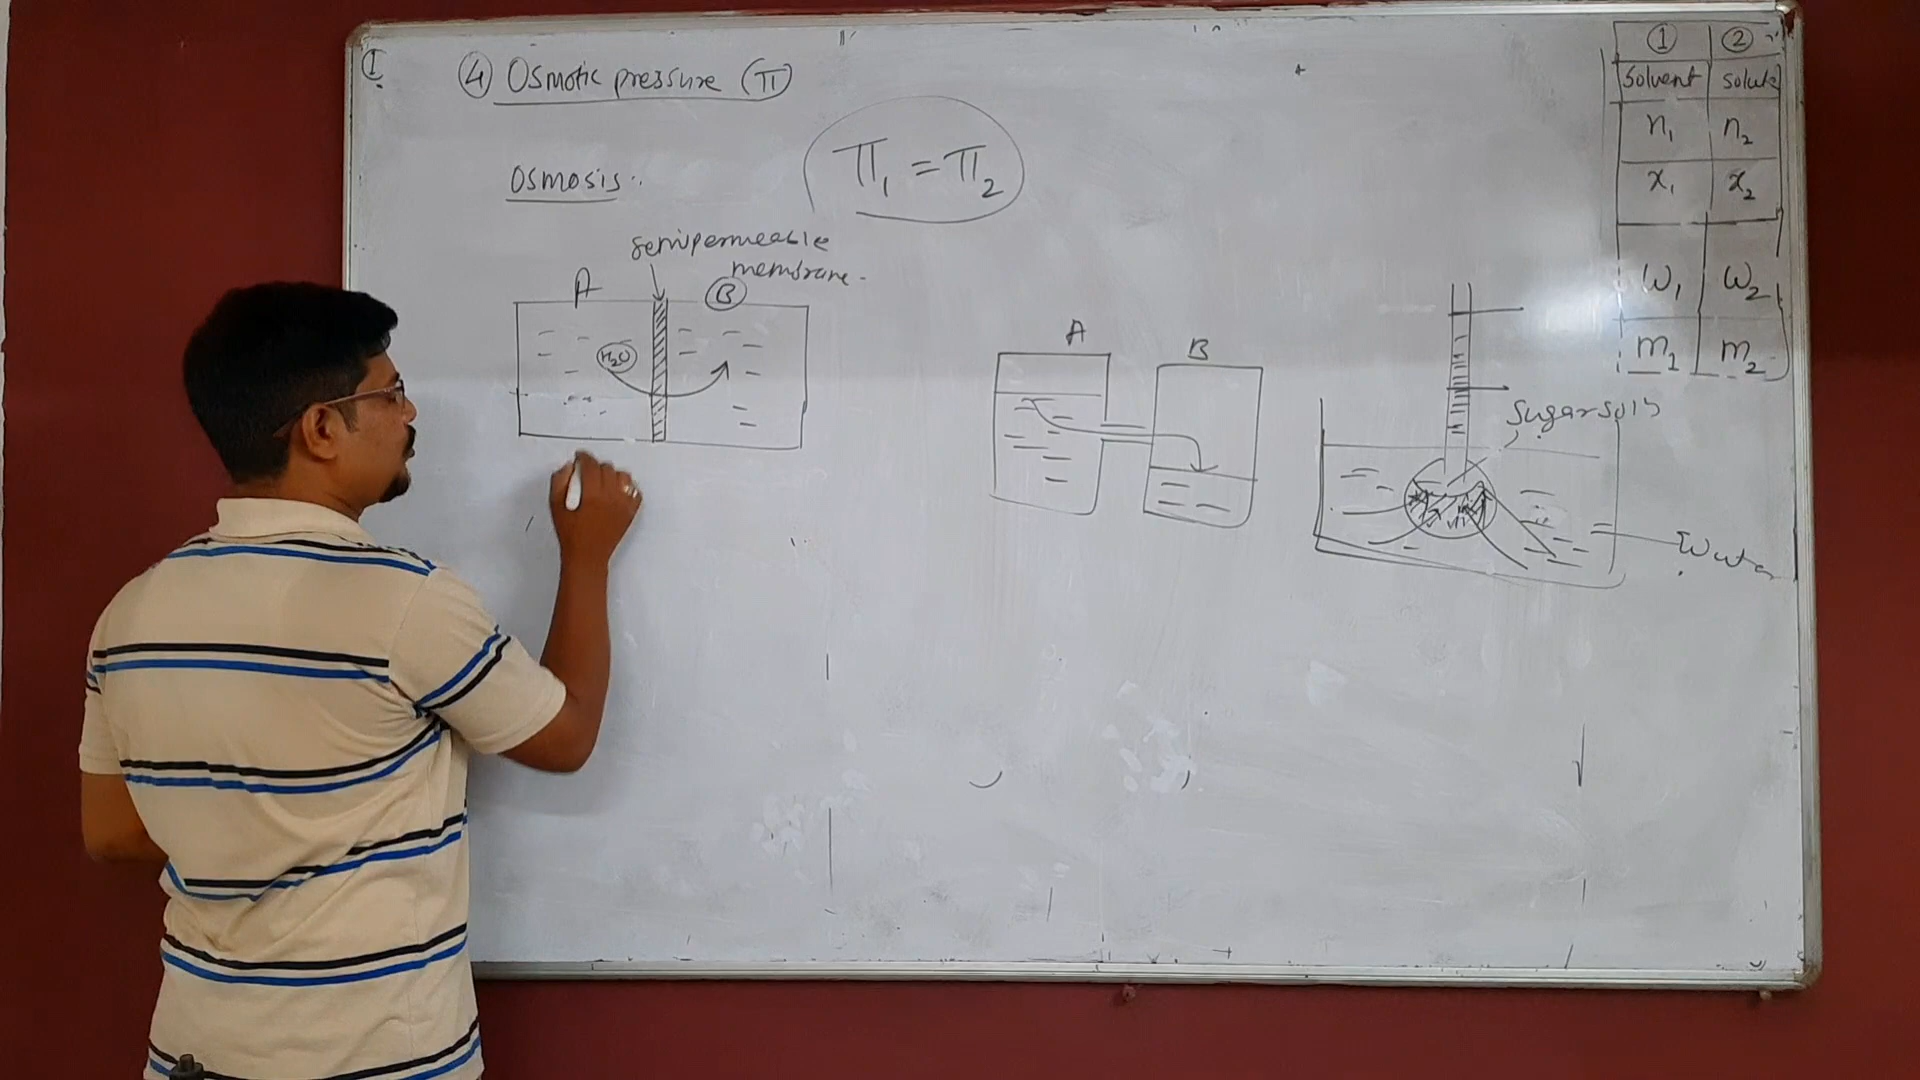 I.
④ Osmotic pressure (π)
π₁ = π₂
Osmosis:
Semipermeable
membrane.
A
B
H₂O
A
B
Sugar soln
Water
① ②
Solvent solute
n₁ n₂
x₁ x₂
w₁ w₂
m₁ m₂